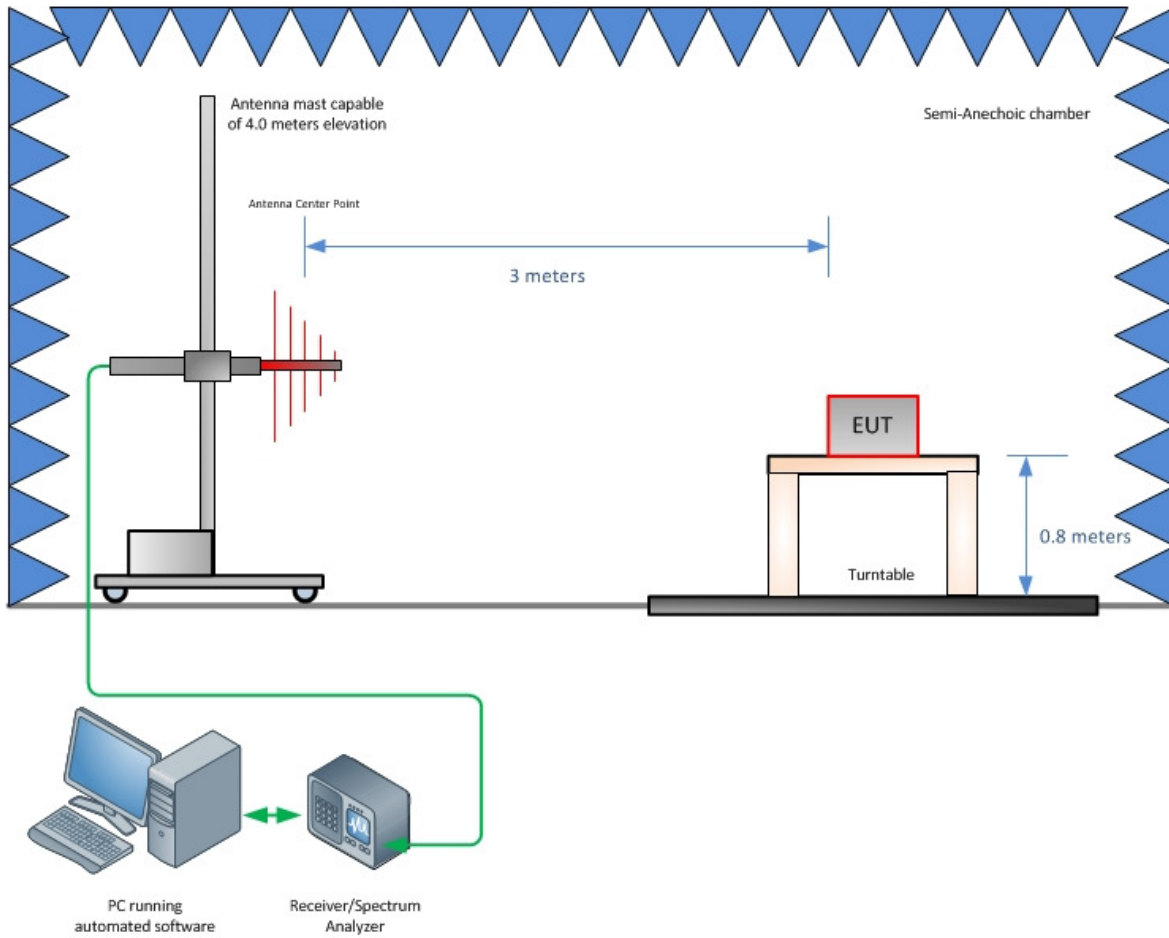 Antenna mast capable
of 4.0 meters elevation
Semi-Anechoic chamber
Antenna Center Point
3 meters
EUT
0.8 meters
Turntable
PC running
automated software
Receiver/Spectrum
Analyzer